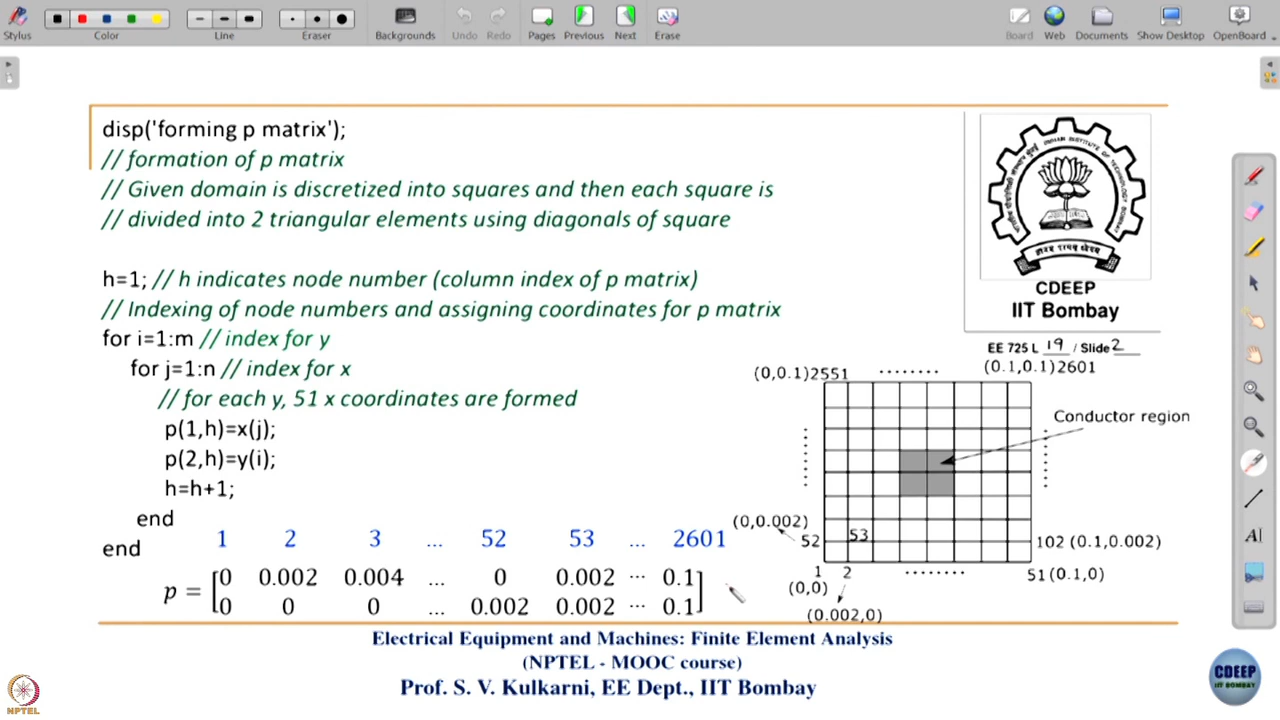 Stylus Color Line Eraser Backgrounds Undo Redo Pages Previous Next Erase Board Web Documents Show Desktop OpenBoard
disp('forming p matrix');
// formation of p matrix
// Given domain is discretized into squares and then each square is
// divided into 2 triangular elements using diagonals of square
h=1; // h indicates node number (column index of p matrix)
// Indexing of node numbers and assigning coordinates for p matrix
for i=1:m // index for y
for j=1:n // index for x
// for each y, 51 x coordinates are formed
p(1,h)=x(j);
p(2,h)=y(i);
h=h+1;
end
end
1 2 3 ... 52 53 ... 2601
p = [0 0.002 0.004 ... 0 0.002 ... 0.1]
[0 0 0 ... 0.002 0.002 ... 0.1]
CDEEP
IIT Bombay
EE 725 L 19 / Slide 2
(0,0.1)2551 ........ (0.1,0.1)2601
Conductor region
(0,0.002)
52 53 102 (0.1,0.002)
1 2 ........ 51(0.1,0)
(0,0)
(0.002,0)
Electrical Equipment and Machines: Finite Element Analysis
(NPTEL - MOOC course)
Prof. S. V. Kulkarni, EE Dept., IIT Bombay
NPTEL
CDEEP
IIT BOMBAY